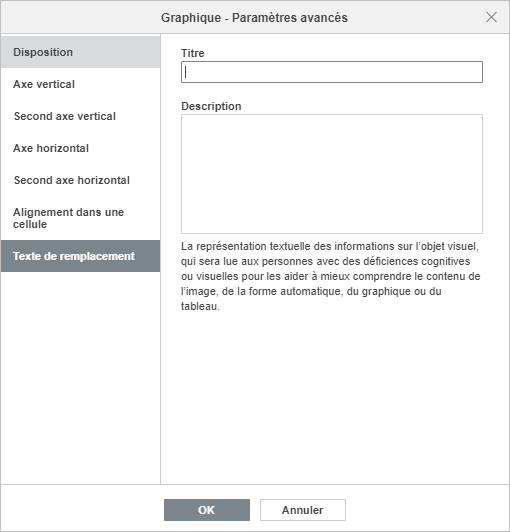 Graphique - Paramètres avancés
Disposition
Axe vertical
Second axe vertical
Axe horizontal
Second axe horizontal
Alignement dans une
cellule
Texte de remplacement
Titre
Description
La représentation textuelle des informations sur l’objet visuel,
qui sera lue aux personnes avec des déficiences cognitives
ou visuelles pour les aider à mieux comprendre le contenu de
l’image, de la forme automatique, du graphique ou du
tableau.
OK
Annuler